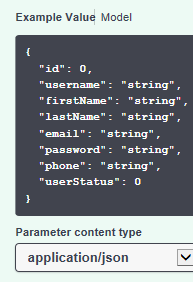 Example Value Model
{
  "id": 0,
  "username": "string",
  "firstName": "string",
  "lastName": "string",
  "email": "string",
  "password": "string",
  "phone": "string",
  "userStatus": 0
}
Parameter content type
application/json